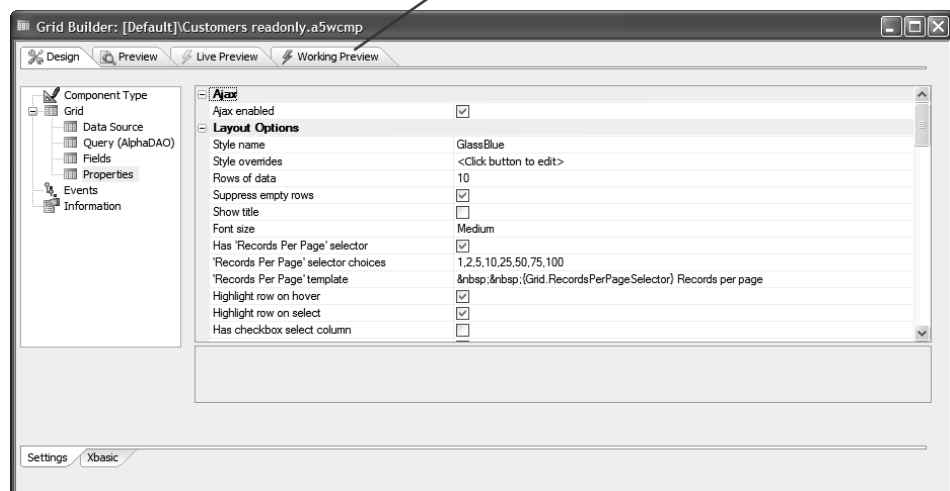 Grid Builder: [Default]\Customers readonly.a5wcmp
Design Preview Live Preview Working Preview
Component Type
Grid
Data Source
Query (AlphaDAO)
Fields
Properties
Events
Information
Ajax
Ajax enabled
Layout Options
Style name GlassBlue
Style overrides <Click button to edit>
Rows of data 10
Suppress empty rows
Show title
Font size Medium
Has 'Records Per Page' selector
'Records Per Page' selector choices 1,2,5,10,25,50,75,100
'Records Per Page' template &nbsp;&nbsp;{Grid.RecordsPerPageSelector} Records per page
Highlight row on hover
Highlight row on select
Has checkbox select column
Settings Xbasic